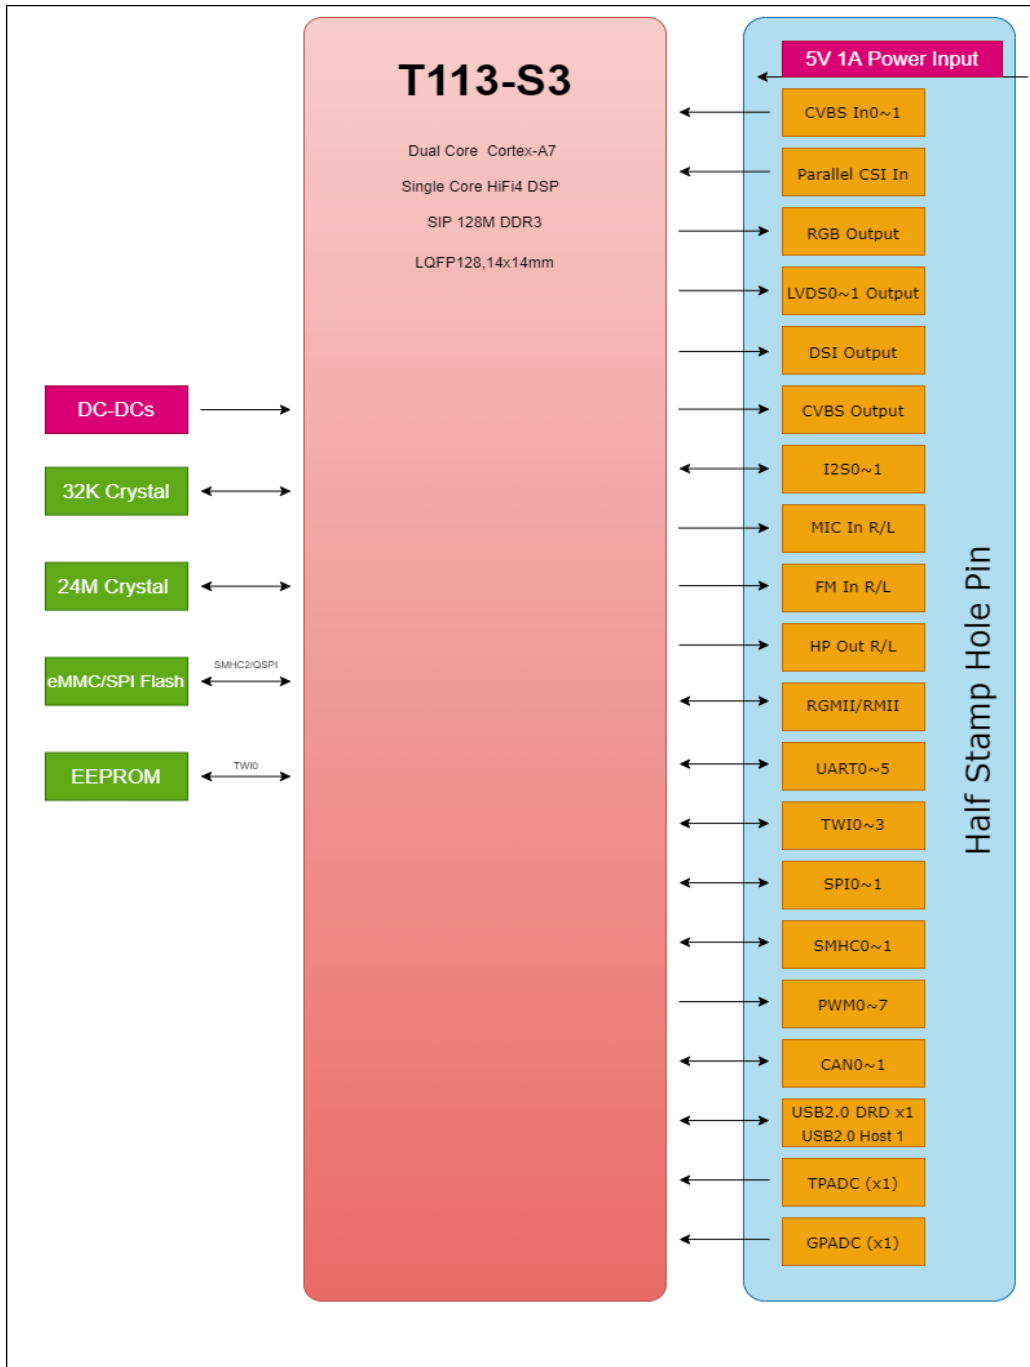 T113-S3
Dual Core Cortex-A7
Single Core HiFi4 DSP
SIP 128M DDR3
LQFP128,14x14mm
DC-DCs
32K Crystal
24M Crystal
eMMC/SPI Flash
SMHC2/QSPI
EEPROM
TWI0
5V 1A Power Input
CVBS In0~1
Parallel CSI In
RGB Output
LVDS0~1 Output
DSI Output
CVBS Output
I2S0~1
MIC In R/L
FM In R/L
HP Out R/L
RGMII/RMII
UART0~5
TWI0~3
SPI0~1
SMHC0~1
PWM0~7
CAN0~1
USB2.0 DRD x1
USB2.0 Host 1
TPADC (x1)
GPADC (x1)
Half Stamp Hole Pin